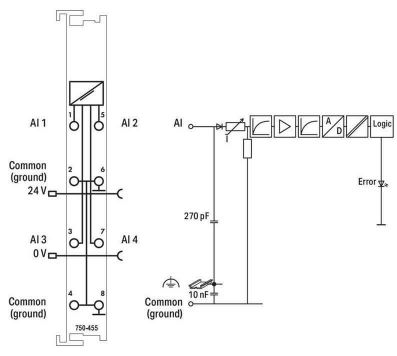 1
5
AI 1
AI 2
AI
A
D
Logic
I
Common
(ground)
2
6
24 V
Error
270 pF
AI 3
3
7
AI 4
0 V
10 nF
Common
(ground)
4
8
Common
(ground)
750-455